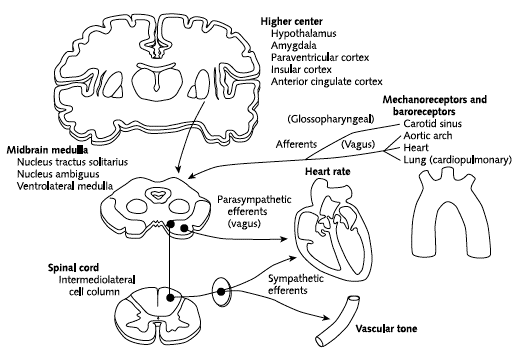 Higher center
Hypothalamus
Amygdala
Paraventricular cortex
Insular cortex
Anterior cingulate cortex
Mechanoreceptors and
baroreceptors
(Glossopharyngeal)
Carotid sinus
Afferents
(Vagus)
Aortic arch
Heart
Lung (cardiopulmonary)
Midbrain medulla
Nucleus tractus solitarius
Nucleus ambiguus
Ventrolateral medulla
Heart rate
Parasympathetic
efferents
(vagus)
Spinal cord
Intermediolateral
cell column
Sympathetic
efferents
Vascular tone